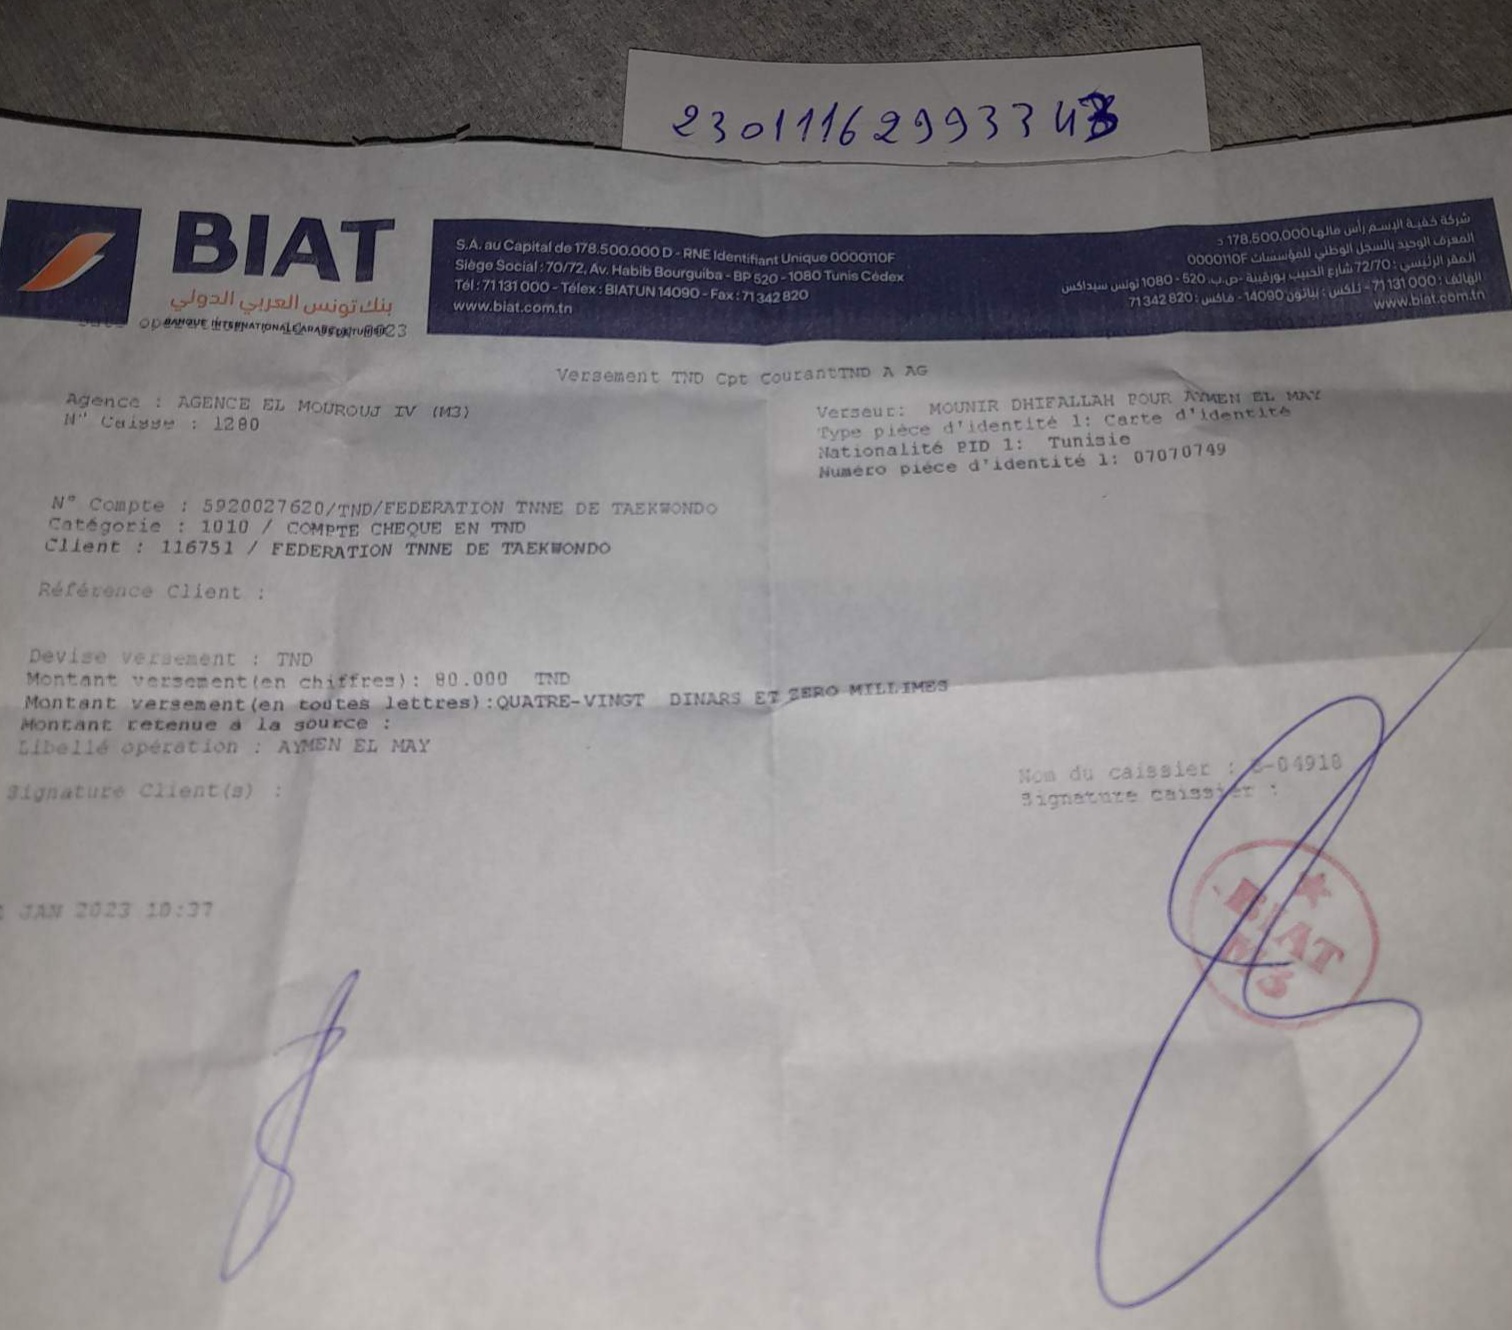 BIAT
بنك تونس العربي الدولي
BANQUE INTERNATIONALE ARABE DE TUNISIE
S.A. au Capital de 178.500.000 D - RNE Identifiant Unique 0000110F
Siège Social : 70/72, Av. Habib Bourguiba - BP 520 - 1080 Tunis Cédex
Tél : 71 131 000 - Télex : BIATUN 14090 - Fax : 71 342 820
www.biat.com.tn
شركة خفية الإسم رأس مالها 178.500.000 د
المعرف الوحيد بالسجل الوطني للمؤسسات 0000110F
المقر الرئيسي : 72/70 شارع الحبيب بورقيبة -ص.ب. 520 - 1080 تونس سيداكس
الهاتف : 71 131 000 - تلكس : بياتون 14090 - فاكس : 71 342 820
www.biat.com.tn
Versement TND Cpt CourantTND A AG
Agence : AGENCE EL MOUROUJ IV (M3)
N° Caisse : 1280
Verseur: MOUNIR DHIFALLAH POUR AYMEN EL MAY
Type pièce d'identité 1: Carte d'identité
Nationalité PID 1: Tunisie
Numéro pièce d'identité 1: 07070749
N° Compte : 5920027620/TND/FEDERATION TNNE DE TAEKWONDO
Catégorie : 1010 / COMPTE CHEQUE EN TND
Client : 116751 / FEDERATION TNNE DE TAEKWONDO
Référence Client :
Devise versement : TND
Montant versement(en chiffres): 80.000 TND
Montant versement(en toutes lettres):QUATRE-VINGT DINARS ET ZERO MILLIMES
Montant retenue à la source :
Libellé opération : AYMEN EL MAY
Nom du caissier : -04918
Signature caissier :
Signature Client(s) :
JAN 2023 10:37
BIAT
M3